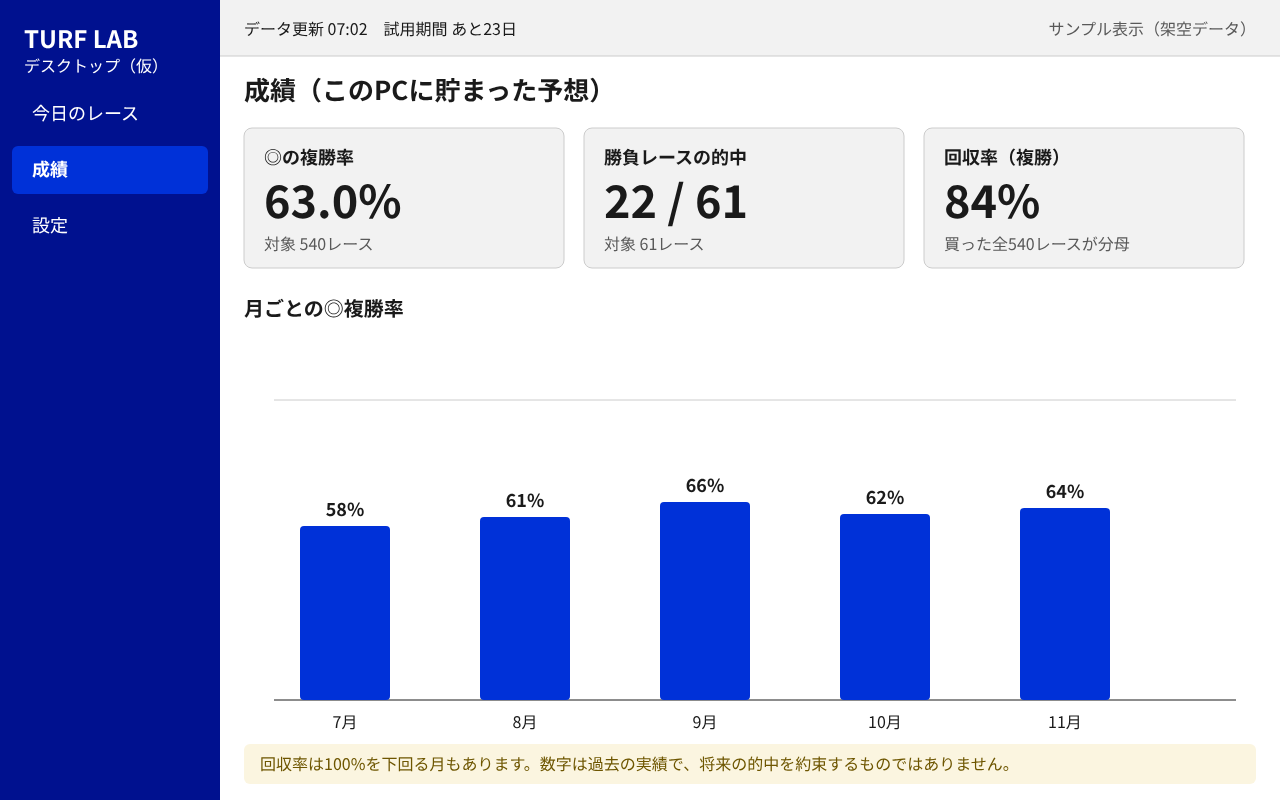 TURF LAB
デスクトップ（仮）
今日のレース
成績
設定
データ更新 07:02　試用期間 あと23日
サンプル表示（架空データ）
成績（このPCに貯まった予想）
◎の複勝率
63.0%
対象 540レース
勝負レースの的中
22 / 61
対象 61レース
回収率（複勝）
84%
買った全540レースが分母
月ごとの◎複勝率
58%
61%
66%
62%
64%
7月
8月
9月
10月
11月
回収率は100%を下回る月もあります。数字は過去の実績で、将来の的中を約束するものではありません。